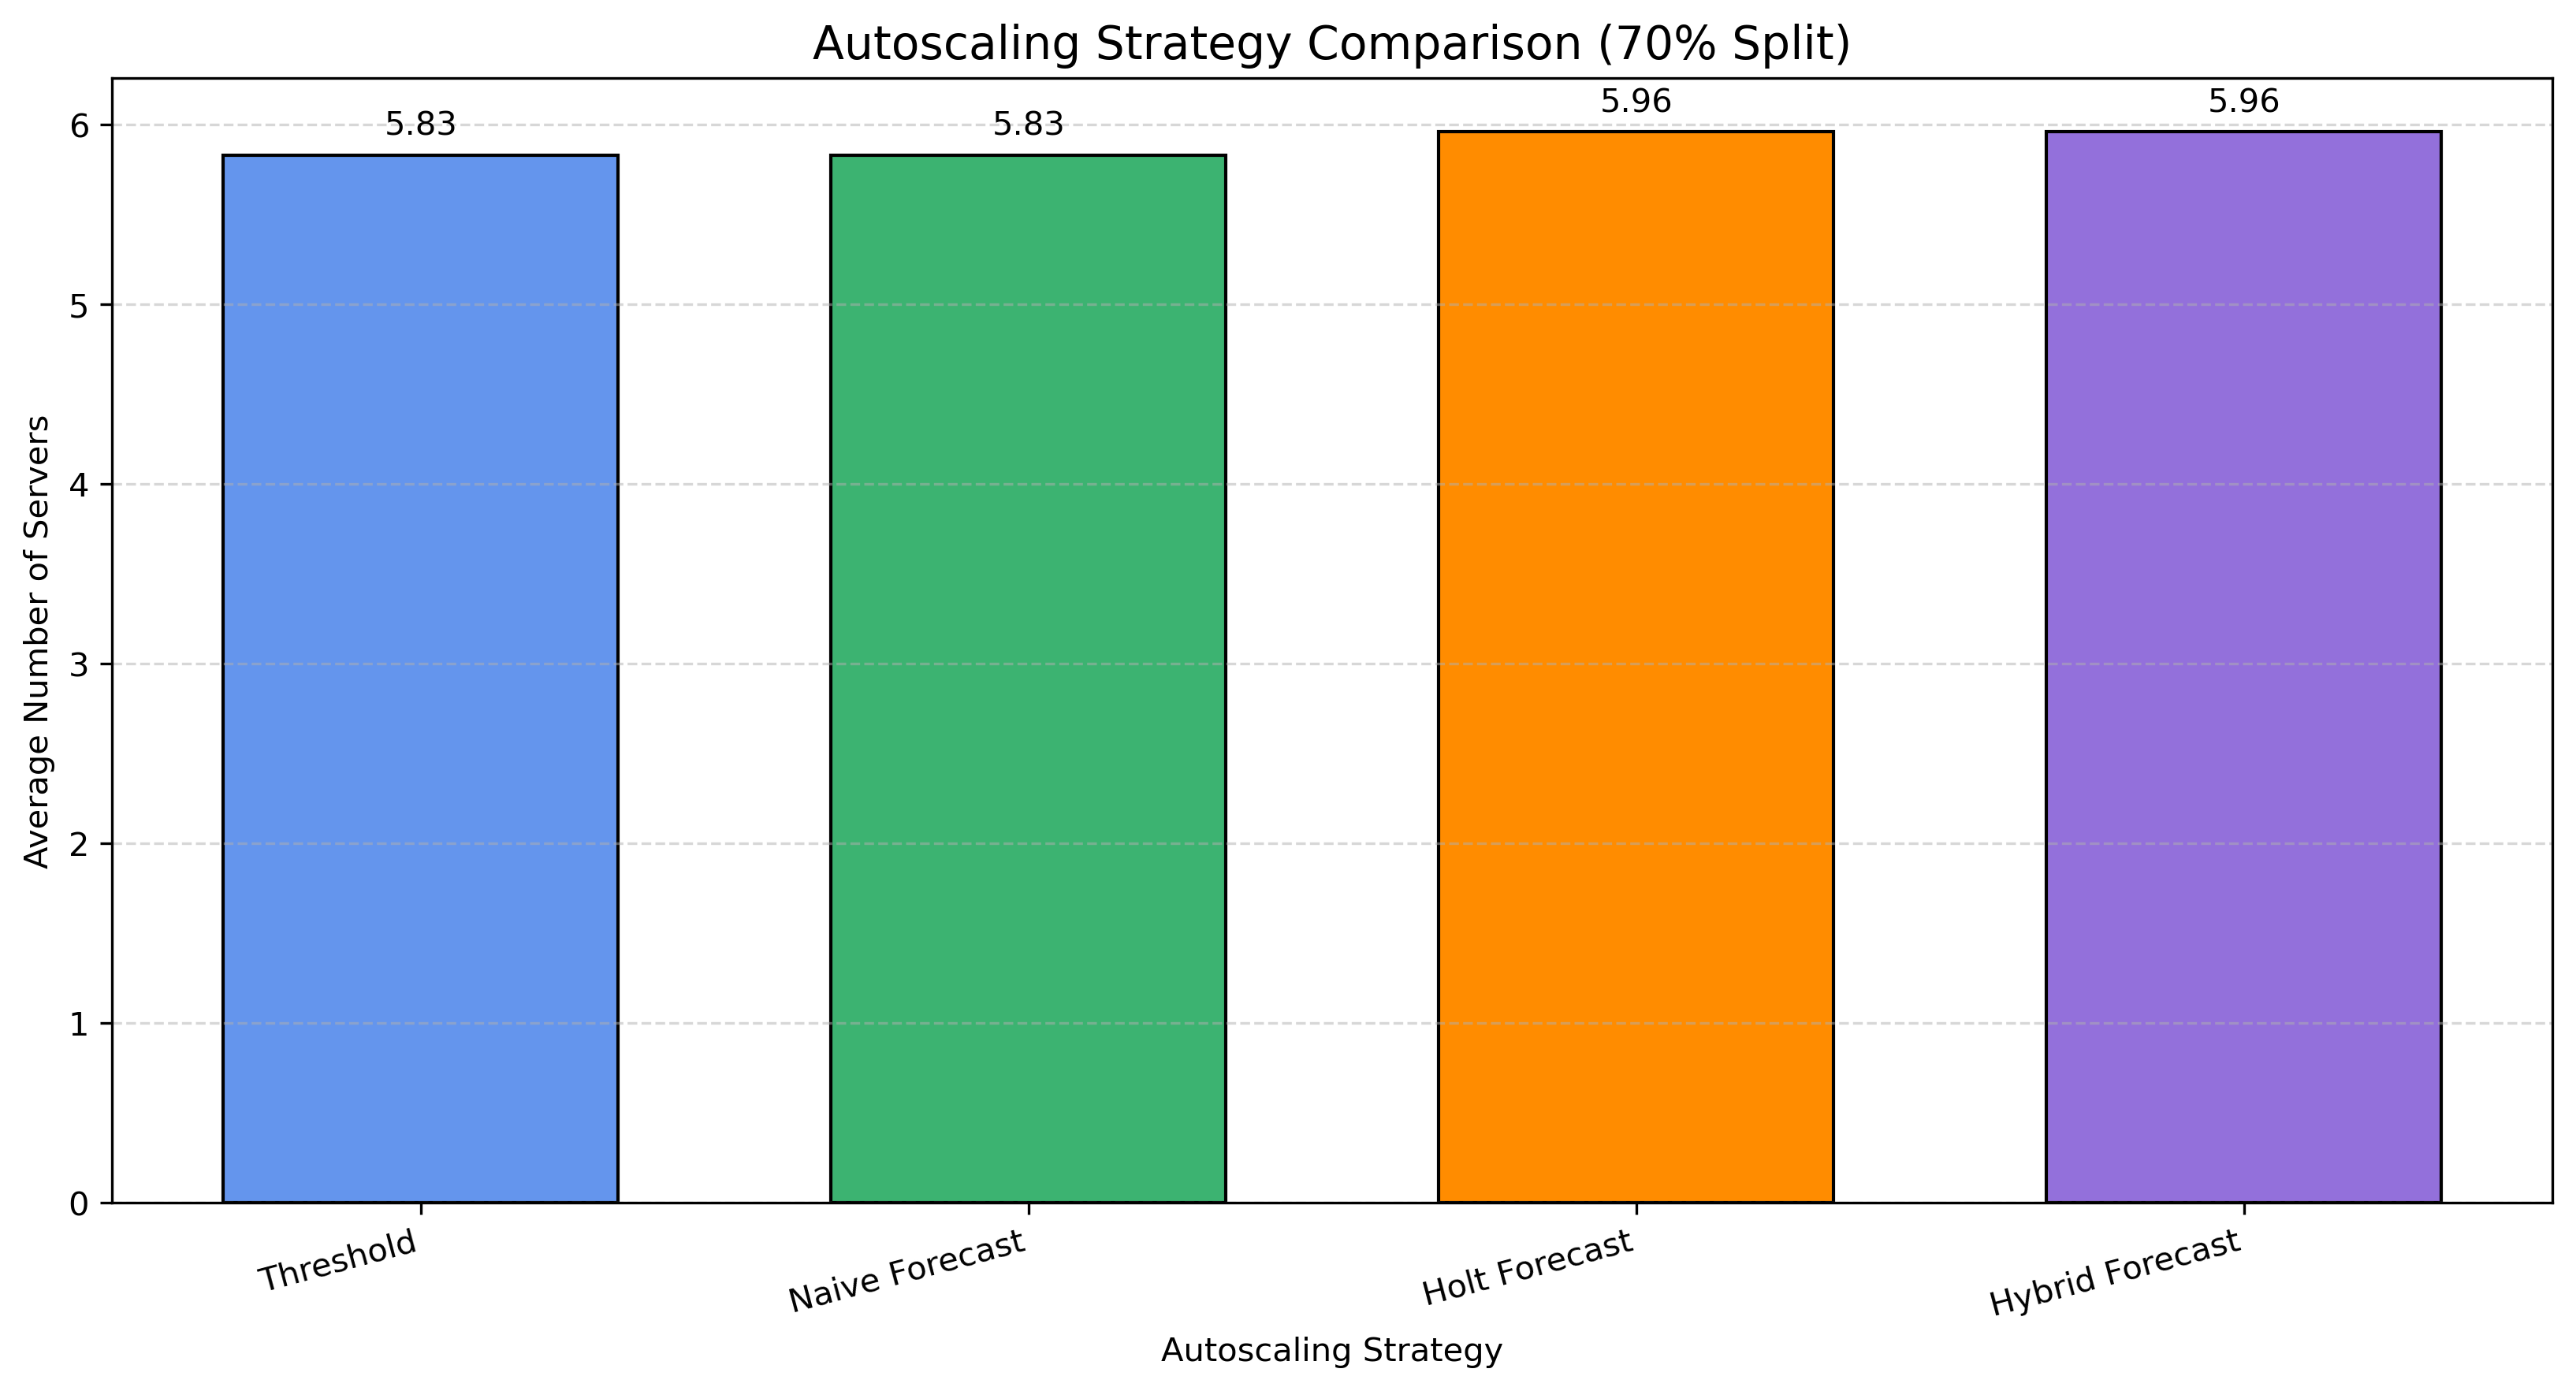 Autoscaling Strategy Comparison (70% Split)
5.83
5.83
5.96
5.96
6
5
4
3
2
1
0
Average Number of Servers
Threshold
Naive Forecast
Holt Forecast
Hybrid Forecast
Autoscaling Strategy